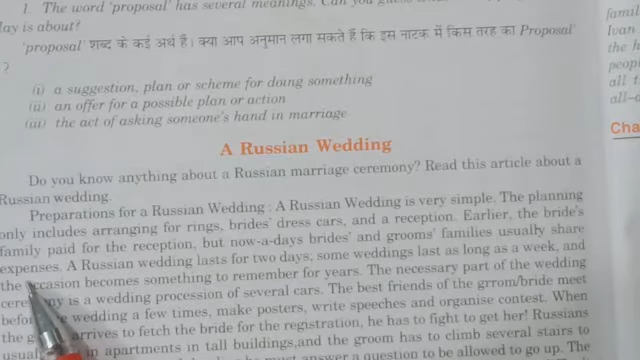 1. The word 'proposal' has several meanings. Can you guess
lay is about?
'proposal' शब्द के कई अर्थ हैं। क्या आप अनुमान लगा सकते हैं कि इस नाटक में किस तरह का Proposal'
?
(i) a suggestion, plan or scheme for doing something
(ii) an offer for a possible plan or action
(iii) the act of asking someone's hand in marriage
A Russian Wedding
Do you know anything about a Russian marriage ceremony? Read this article about a
Russian wedding.
Preparations for a Russian Wedding : A Russian Wedding is very simple. The planning
only includes arranging for rings, brides' dress cars, and a reception. Earlier, the bride's
family paid for the reception, but now-a-days brides' and grooms' families usually share
expenses. A Russian wedding lasts for two days; some weddings last as long as a week, and
the occasion becomes something to remember for years. The necessary part of the wedding
is a wedding procession of several cars. The best friends of the grrom/bride meet
wedding a few times, make posters, write speeches and organise contest. When
the arrives to fetch the bride for the registration, he has to fight to get her! Russians
in apartments in tall buildings,and the groom has to climb several stairs to
must answer a question to be allowed to go up. The
famil
Ivan
the h
peopl
all t
all-o
Cha